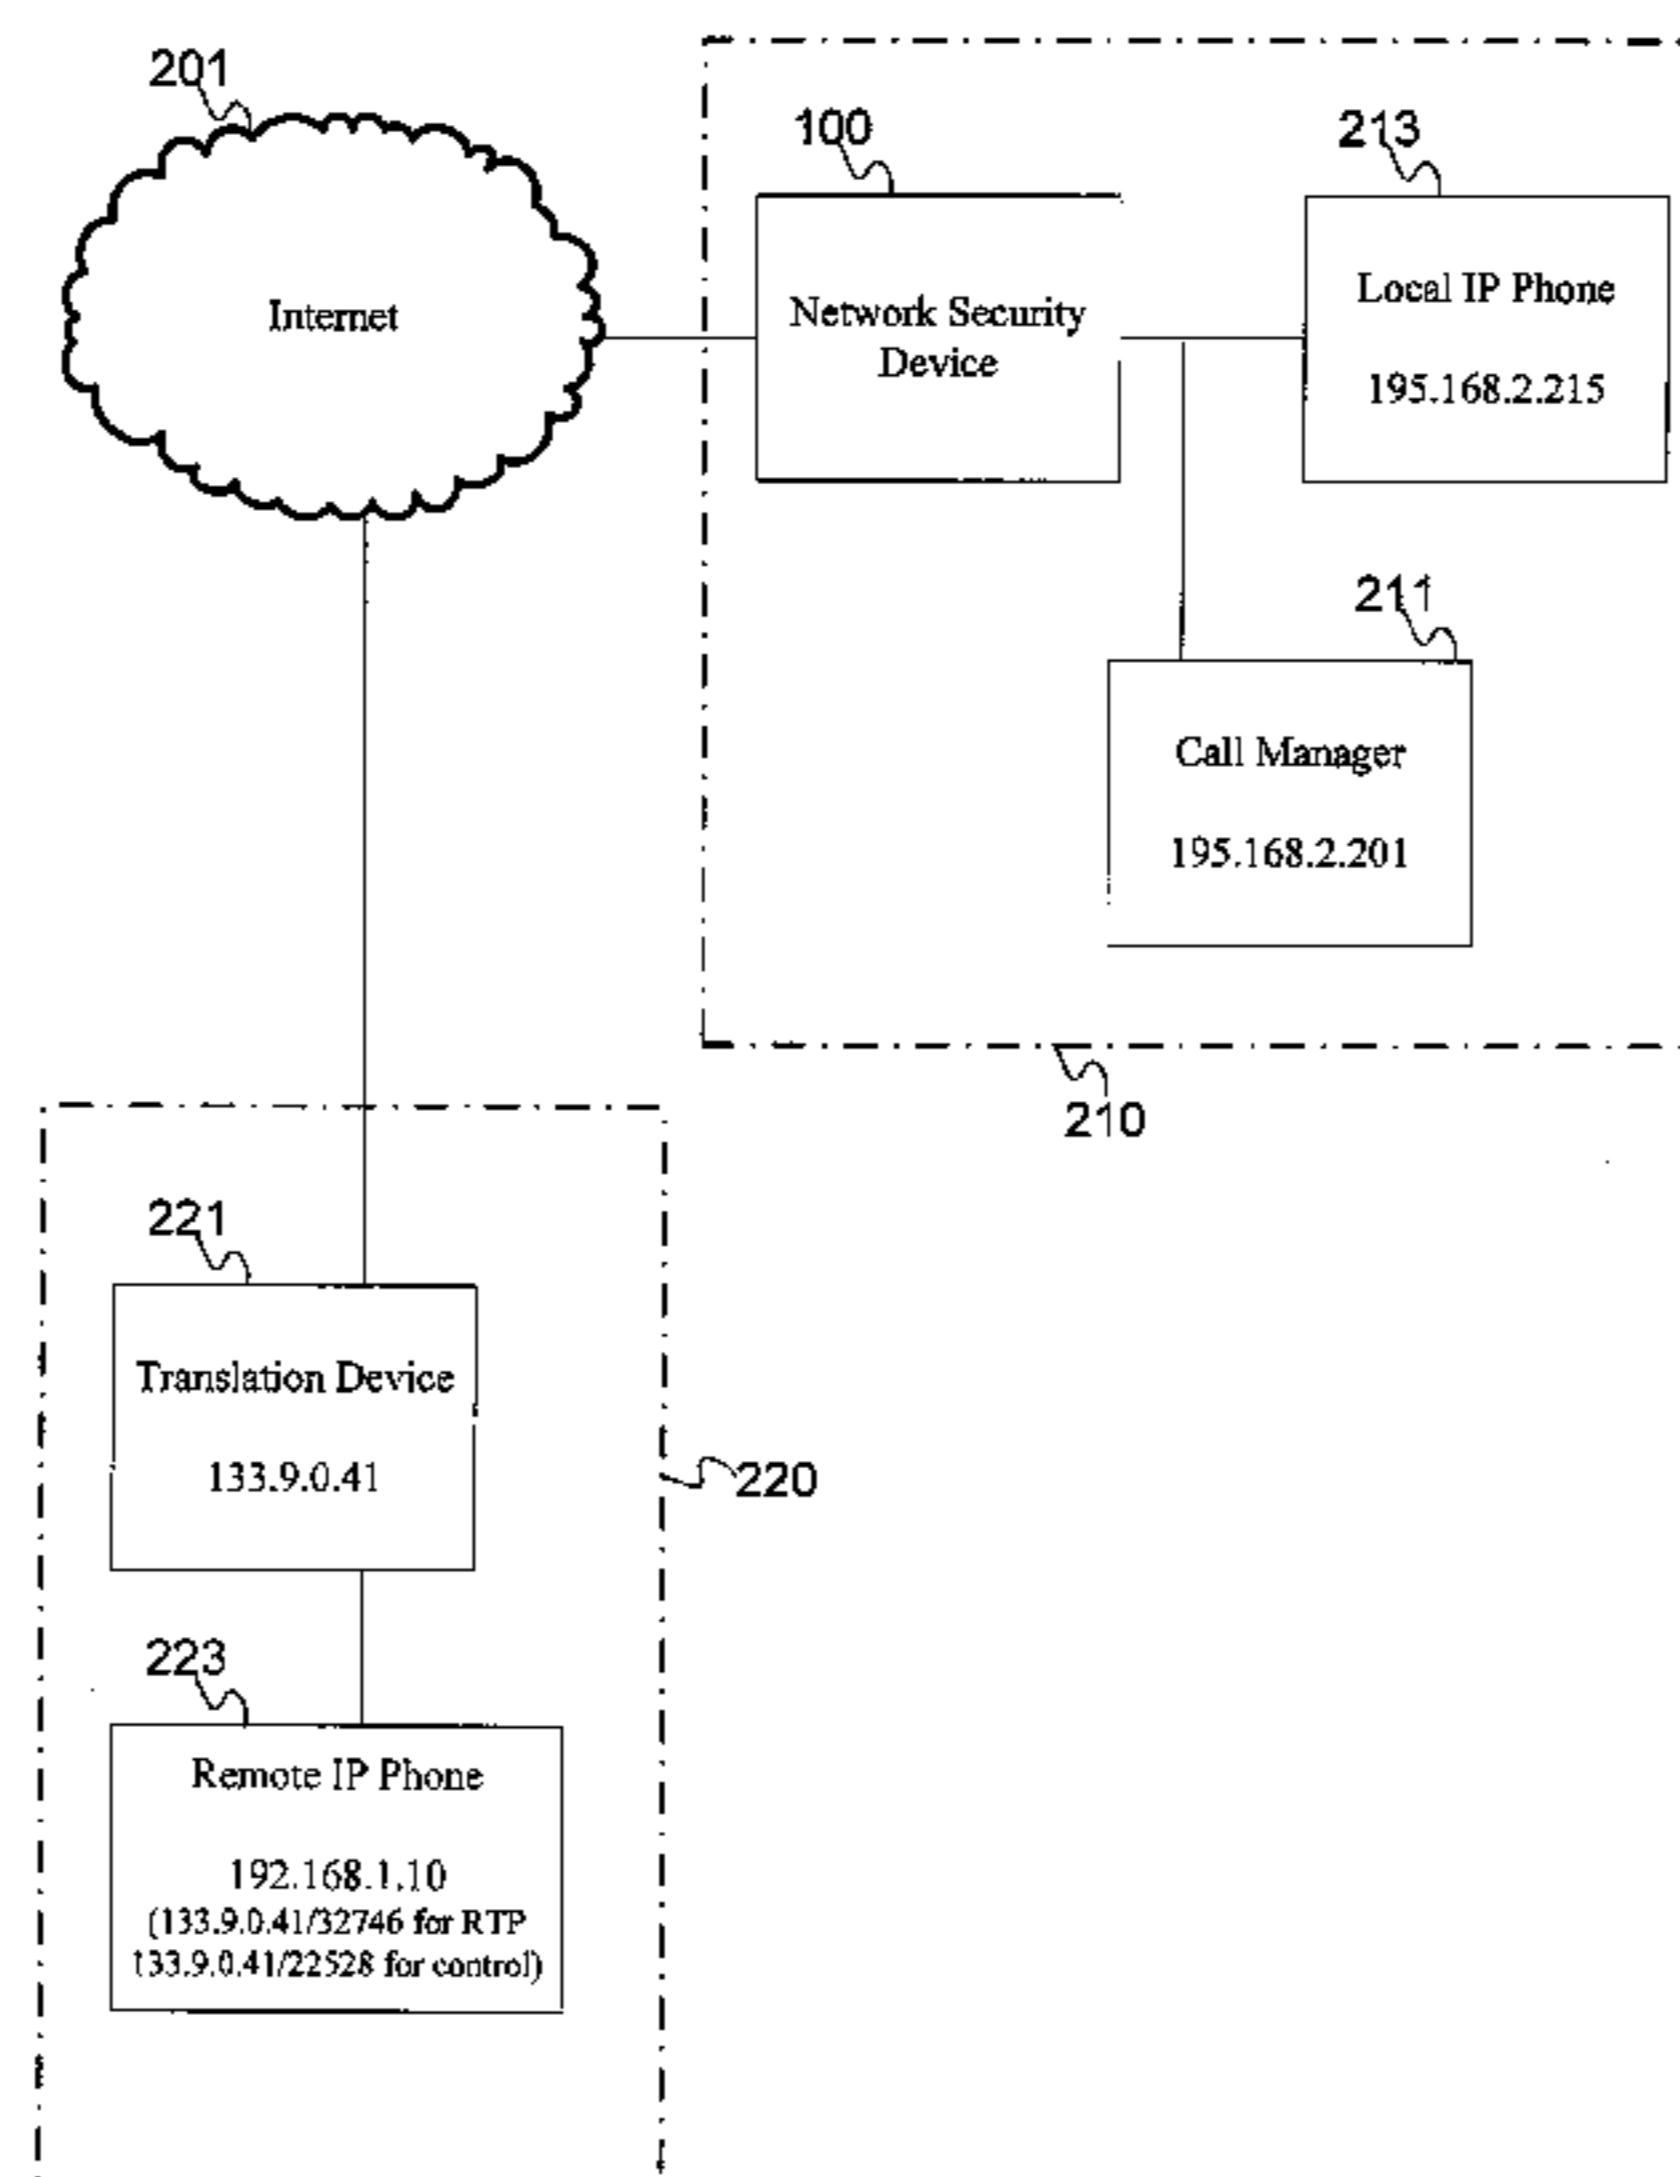 201
100
213
Internet
Network Security
Device
Local IP Phone
195.168.2.215
211
Call Manager
195.168.2.201
210
221
Translation Device
133.9.0.41
220
223
Remote IP Phone
192.168.1.10
(133.9.0.41/32746 for RTP
133.9.0.41/22528 for control)